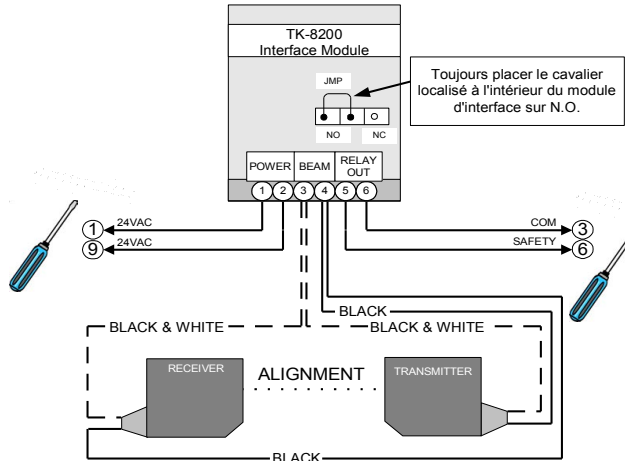 TK-8200
Interface Module
JMP
NO NC
Toujours placer le cavalier
localisé à l'intérieur du module
d'interface sur N.O.
POWER BEAM RELAY
OUT
1 2 3 4 5 6
1 24VAC
9 24VAC
COM 3
SAFETY 6
BLACK
BLACK & WHITE BLACK & WHITE
RECEIVER ALIGNMENT TRANSMITTER
BLACK